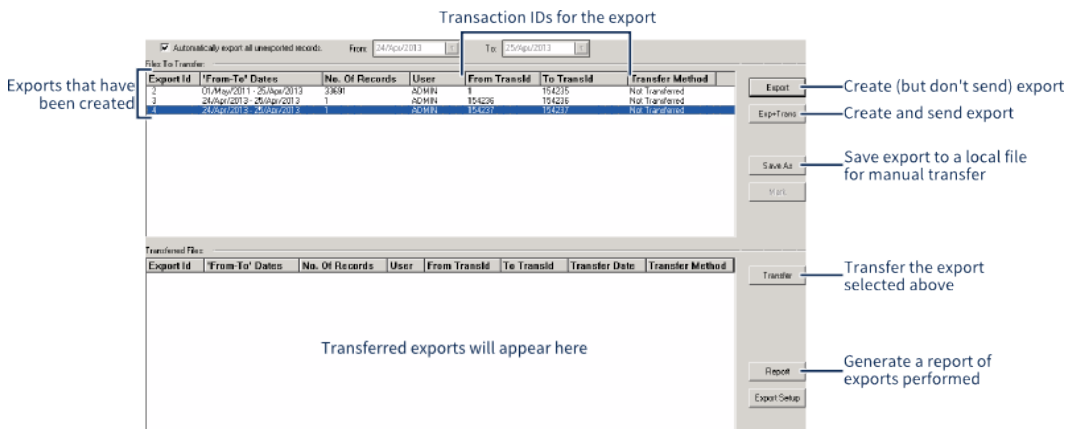 Transaction IDs for the export
Automatically export all unexported records. From: 24/Apr/2013 To: 25/Apr/2013
Files To Transfer:
Export Id "From-To" Dates No. Of Records User From TransId To TransId Transfer Method
2 01/May/2011 - 25/Apr/2013 33691 ADMIN 1 154235 Not Transferred
3 24/Apr/2013 - 25/Apr/2013 1 ADMIN 154236 154236 Not Transferred
4 24/Apr/2013 - 25/Apr/2013 1 ADMIN 154237 154237 Not Transferred
Exports that have
been created
Export
Create (but don't send) export
Exp+Trans
Create and send export
Save As
Save export to a local file
for manual transfer
Mark
Transferred Files:
Export Id "From-To" Dates No. Of Records User From TransId To TransId Transfer Date Transfer Method
Transfer
Transfer the export
selected above
Transferred exports will appear here
Report
Generate a report of
exports performed
Export Setup